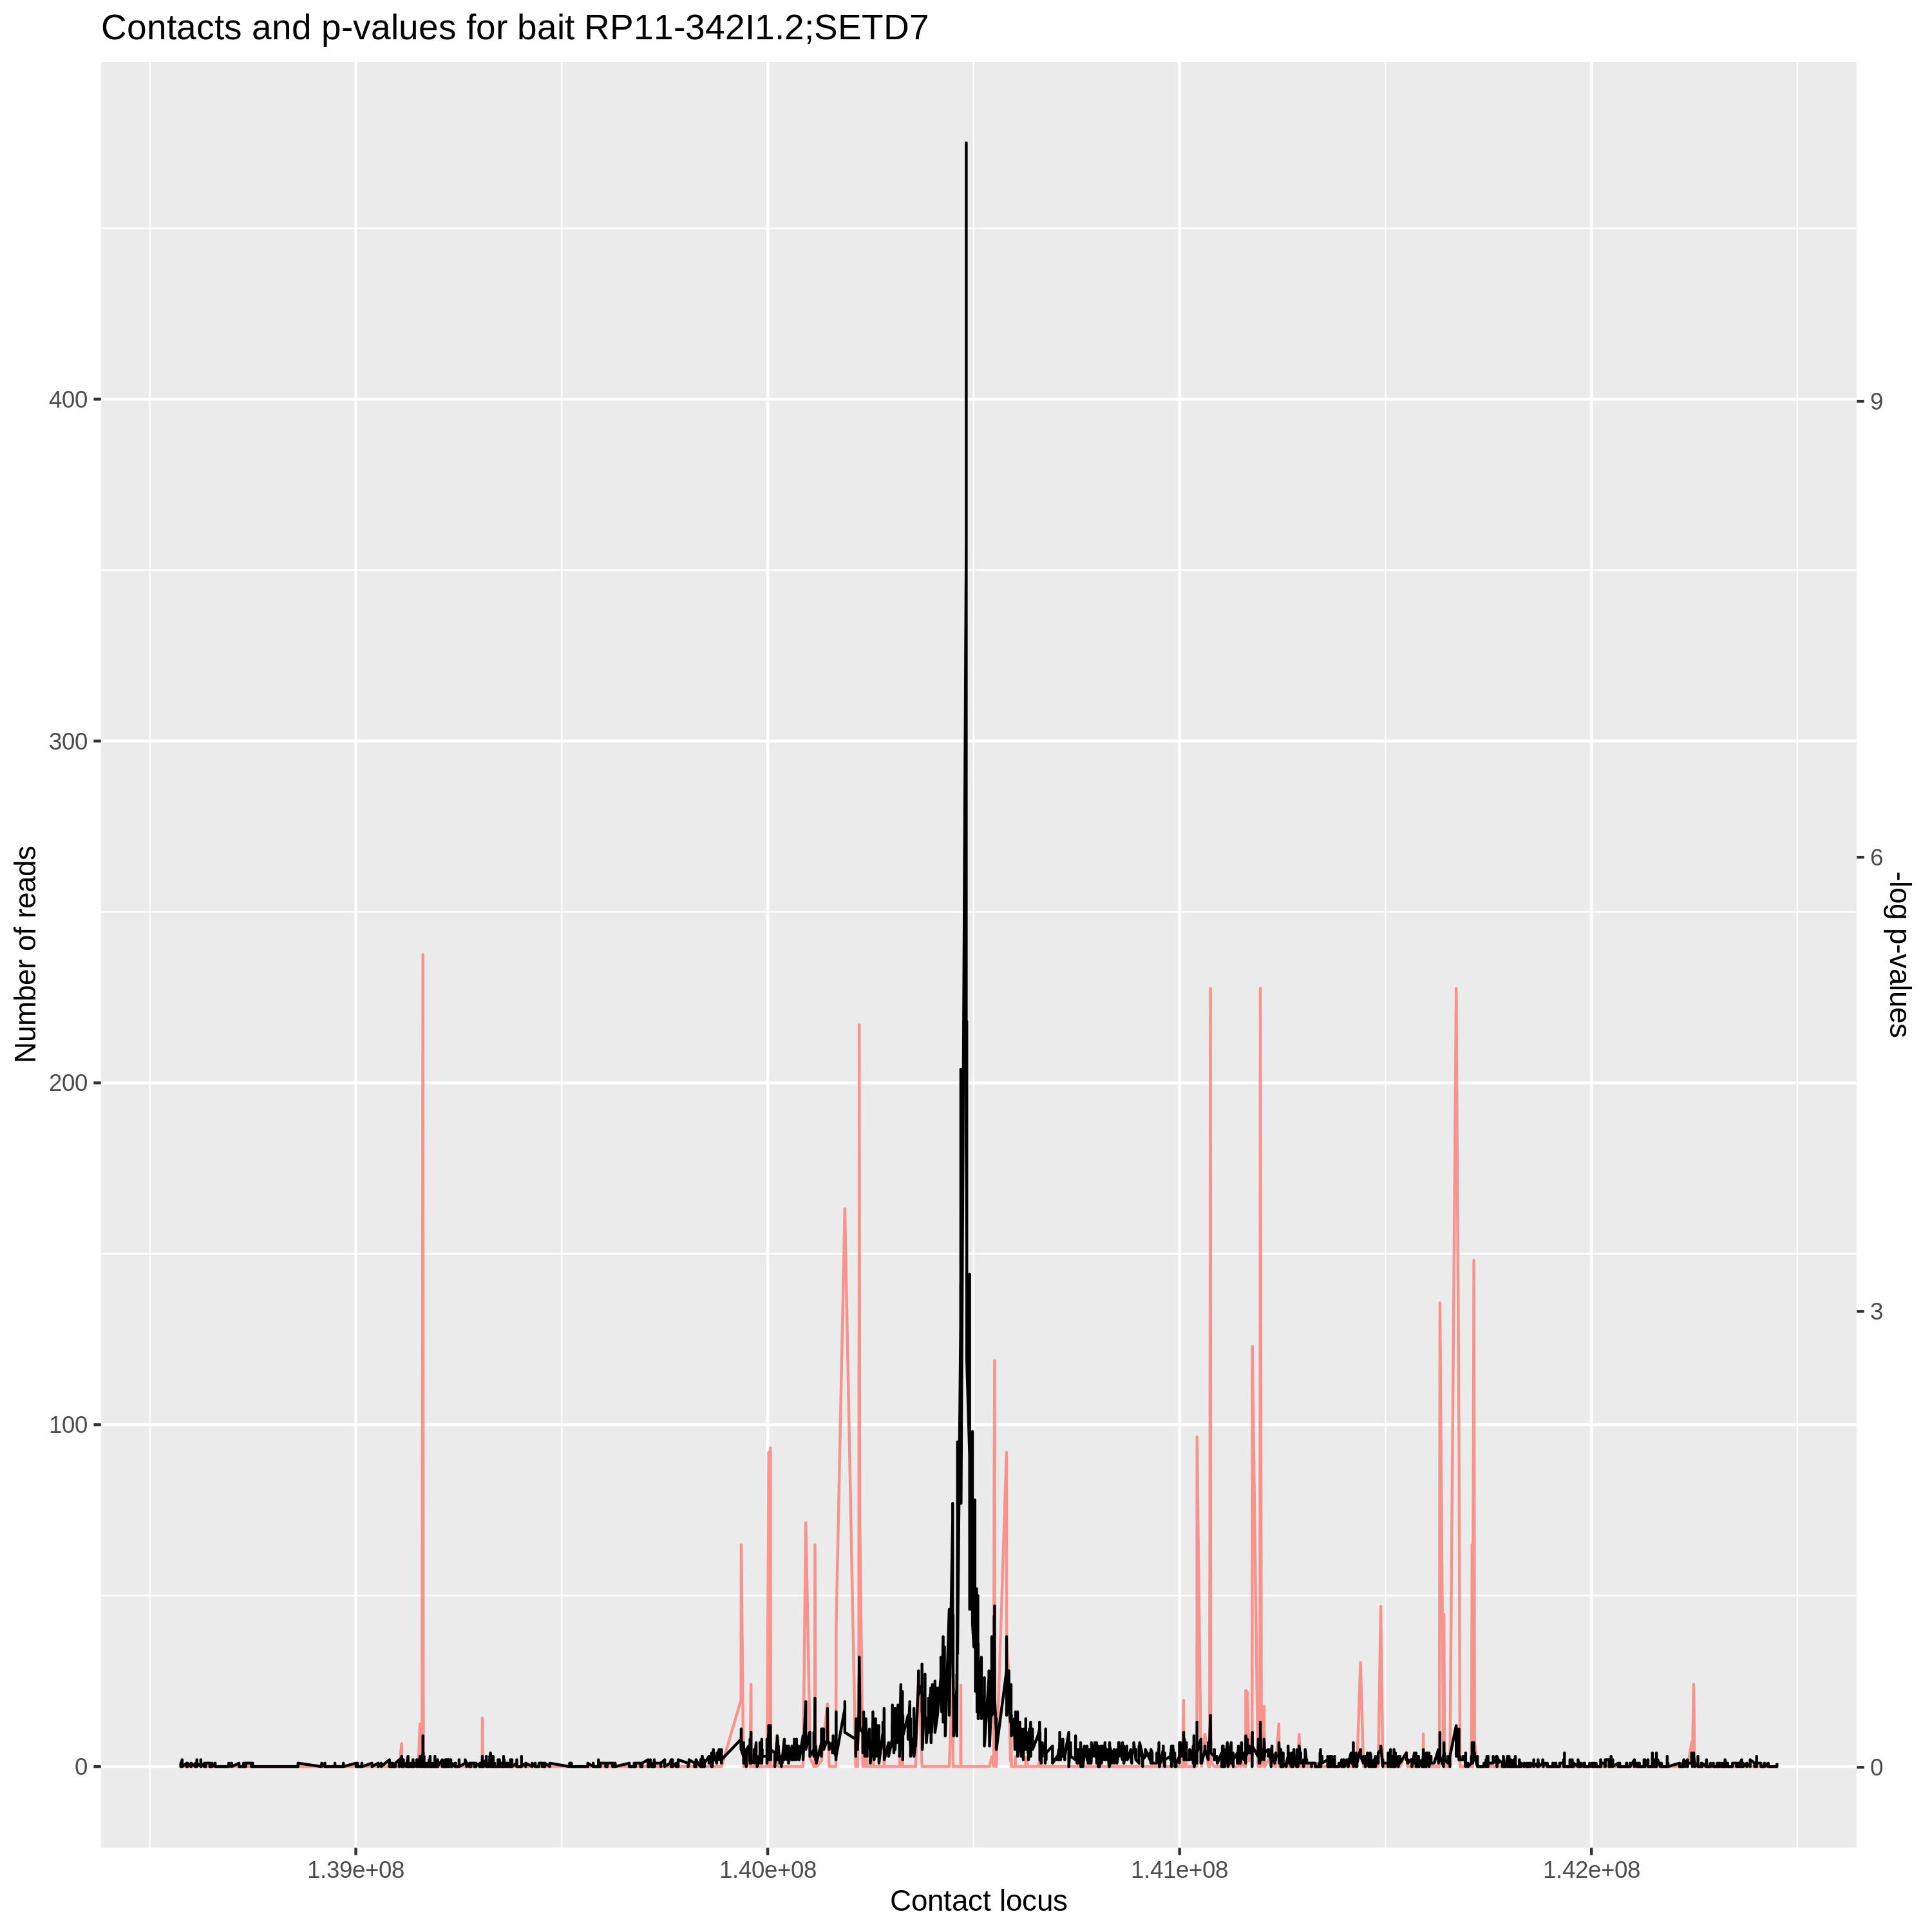 Contacts and p-values for bait RP11-342I1.2;SETD7
Number of reads
400
300
200
100
0
9
6
3
0
-log p-values
1.39e+08
1.40e+08
1.41e+08
1.42e+08
Contact locus